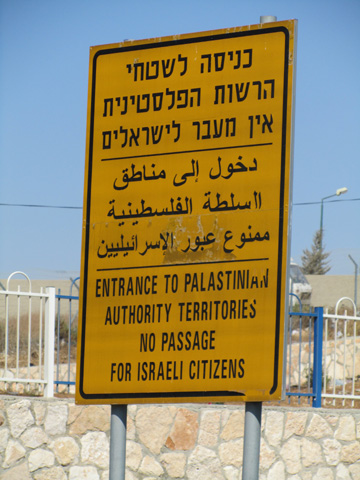 כניסה לשטחי
הרשות הפלסטינית
אין מעבר לישראלים
دخول إلى مناطق
السلطة الفلسطينية
ممنوع عبور الاسرائيليين
ENTRANCE TO PALASTINIAN
AUTHORITY TERRITORIES
NO PASSAGE
FOR ISRAELI CITIZENS